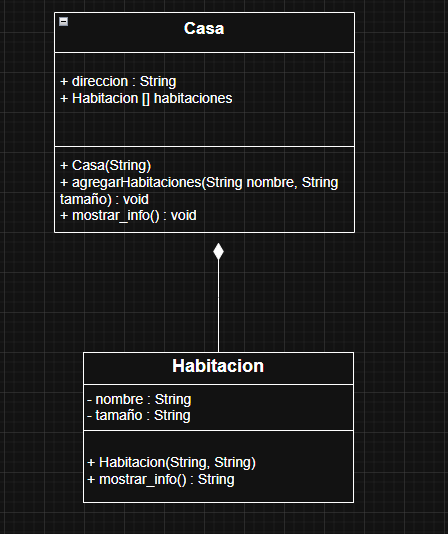 Casa
+ direccion : String
+ Habitacion [] habitaciones
+ Casa(String)
+ agregarHabitaciones(String nombre, String
tamaño) : void
+ mostrar_info() : void
Habitacion
- nombre : String
- tamaño : String
+ Habitacion(String, String)
+ mostrar_info() : String